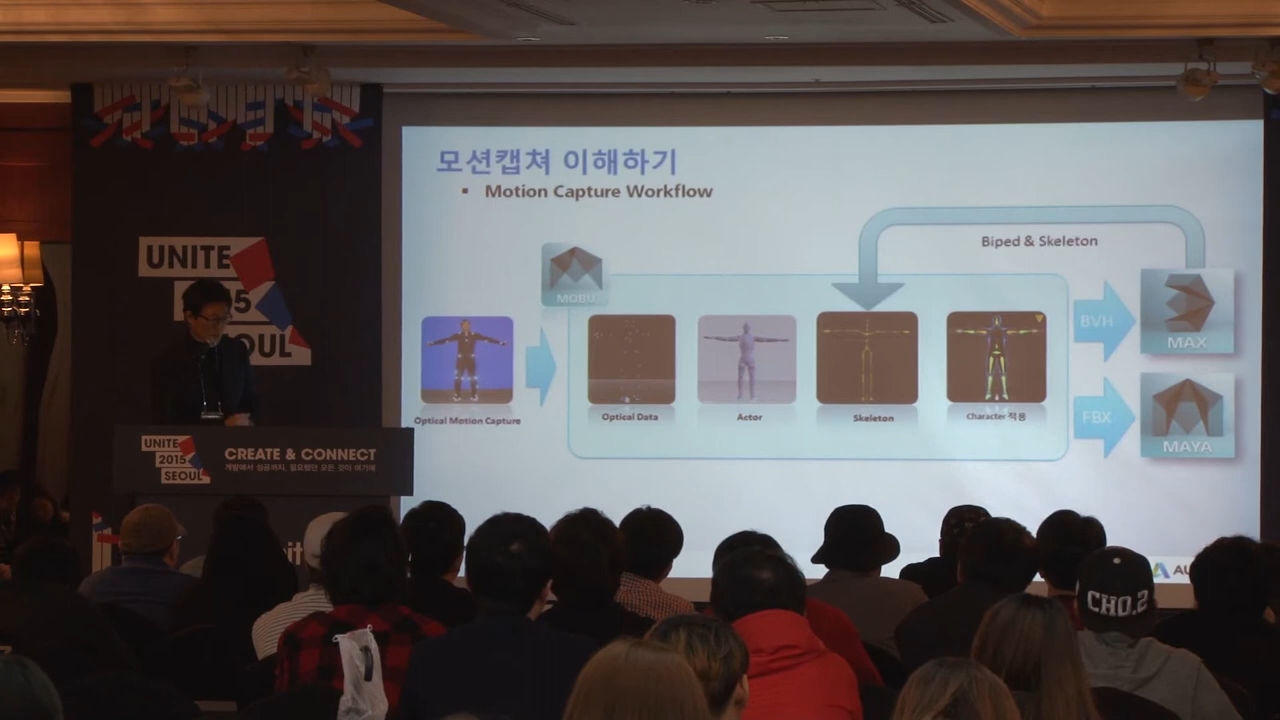 모션캡쳐 이해하기
▪ Motion Capture Workflow
Biped & Skeleton
MOBU
BVH
MAX
FBX
MAYA
Optical Motion Capture
Optical Data
Actor
Skeleton
Character 적용
UNITE
SEOUL
UNITE
2015
SEOUL
CREATE & CONNECT
개발에서 성공까지, 필요했던 모든 것이 여기에
CHO.2